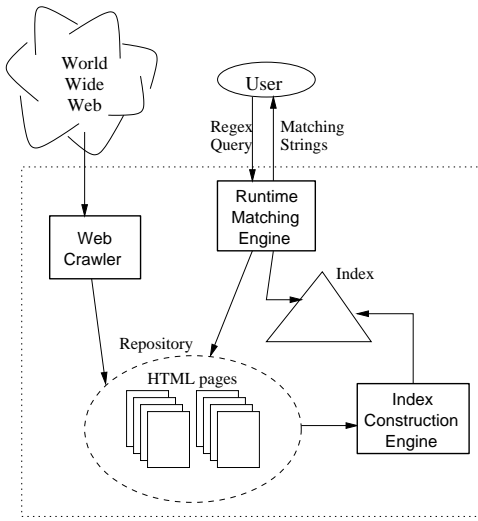 World
Wide
Web
User
Regex
Query
Matching
Strings
Runtime
Matching
Engine
Web
Crawler
Index
Repository
HTML pages
Index
Construction
Engine